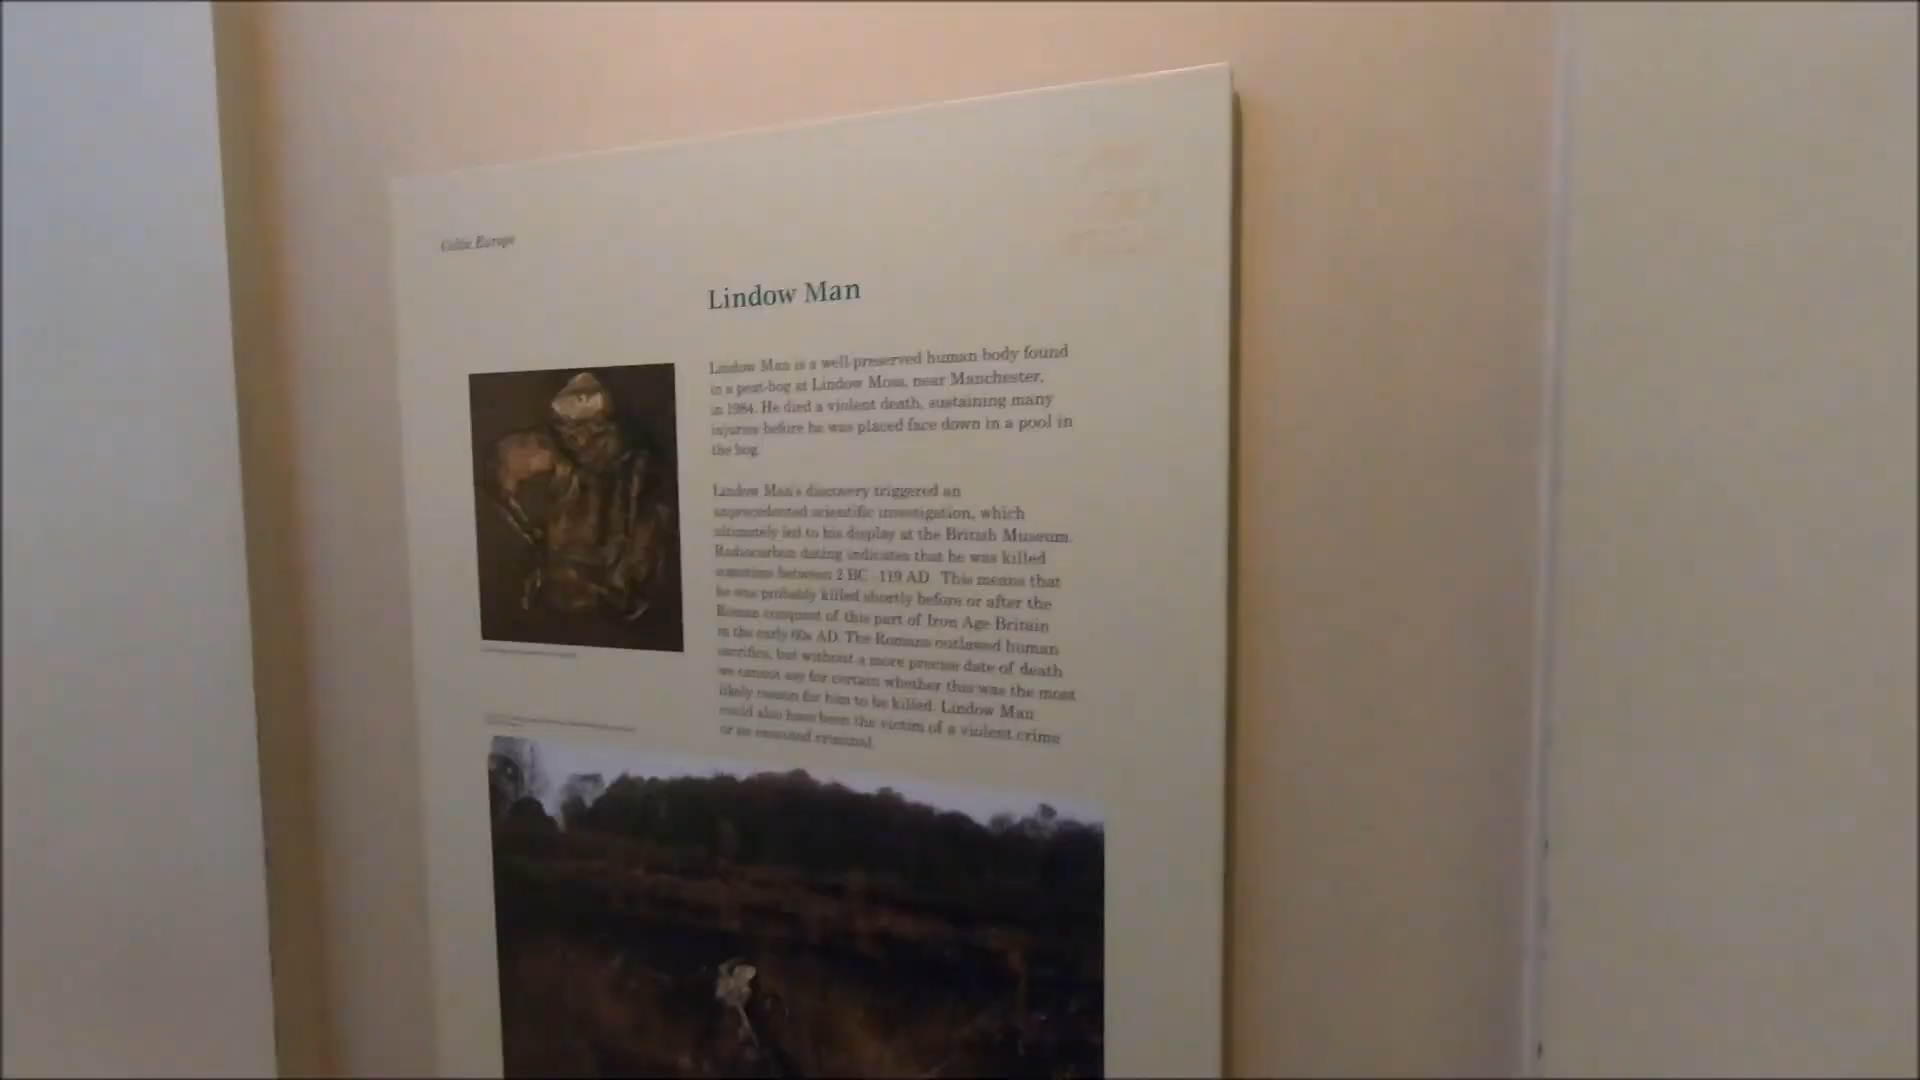 Celtic Europe
Lindow Man
Lindow Man is a well-preserved human body found
in a peat-bog at Lindow Moss, near Manchester,
in 1984. He died a violent death, sustaining many
injuries before he was placed face down in a pool in
the bog.
Lindow Man's discovery triggered an
unprecedented scientific investigation, which
ultimately led to his display at the British Museum.
Radiocarbon dating indicates that he was killed
sometime between 2 BC - 119 AD. This means that
he was probably killed shortly before or after the
Roman conquest of this part of Iron Age Britain
in the early 60s AD. The Romans outlawed human
sacrifice, but without a more precise date of death
we cannot say for certain whether this was the most
likely reason for him to be killed. Lindow Man
could also have been the victim of a violent crime
or an executed criminal.